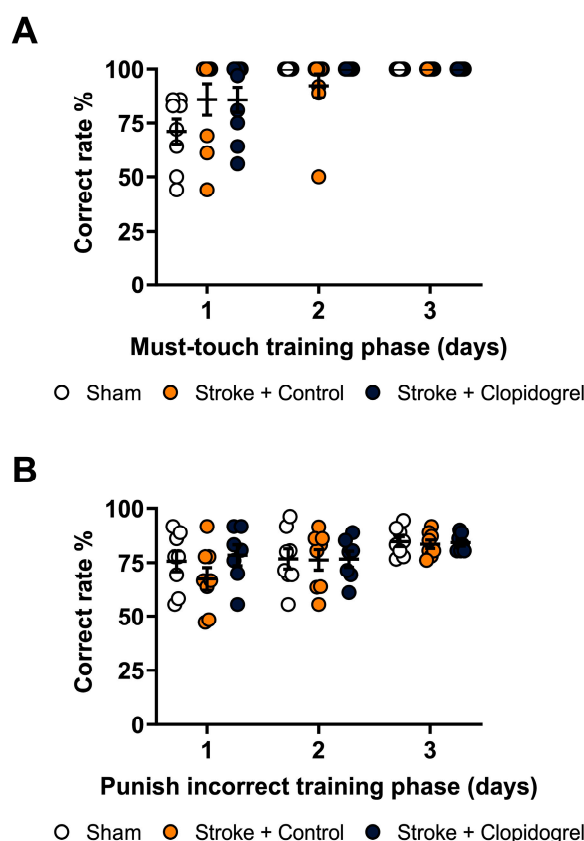 A
Correct rate %
100
75
50
25
0
1 2 3
Must-touch training phase (days)
Sham Stroke + Control Stroke + Clopidogrel
B
Correct rate %
100
75
50
25
0
1 2 3
Punish incorrect training phase (days)
Sham Stroke + Control Stroke + Clopidogrel